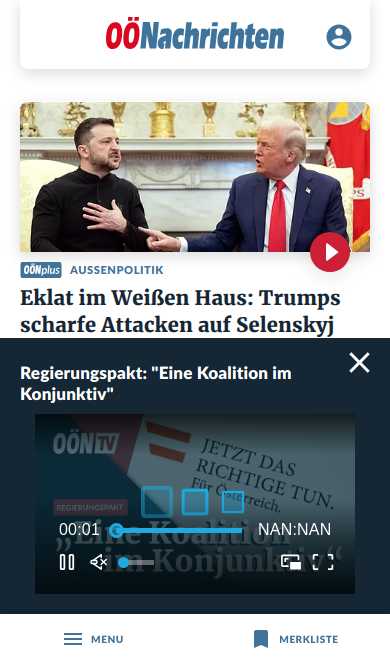 OÖNachrichten
OÖNplus AUSSENPOLITIK
Eklat im Weißen Haus: Trumps
scharfe Attacken auf Selenskyj
Regierungspakt: "Eine Koalition im
Konjunktiv"
OÖN TV
JETZT DAS
RICHTIGE TUN.
Für Österreich.
REGIERUNGSPAKT
00:01 NAN:NAN
„Eine Koalition
im Konjunktiv“
MENU MERKLISTE